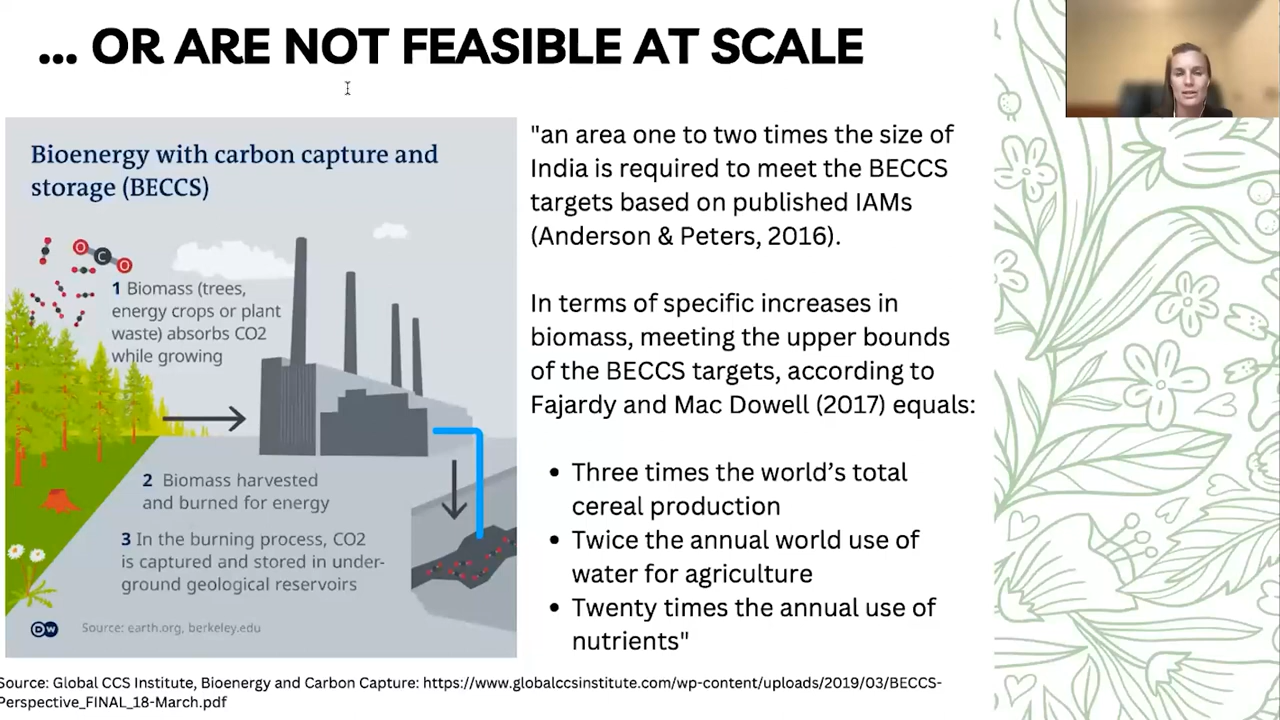 ... OR ARE NOT FEASIBLE AT SCALE
Bioenergy with carbon capture and
storage (BECCS)
O C O
1 Biomass (trees,
energy crops or plant
waste) absorbs CO2
while growing
2 Biomass harvested
and burned for energy
3 In the burning process, CO2
is captured and stored in under-
ground geological reservoirs
DW
Source: earth.org, berkeley.edu
"an area one to two times the size of
India is required to meet the BECCS
targets based on published IAMs
(Anderson & Peters, 2016).
In terms of specific increases in
biomass, meeting the upper bounds
of the BECCS targets, according to
Fajardy and Mac Dowell (2017) equals:
• Three times the world’s total
cereal production
• Twice the annual world use of
water for agriculture
• Twenty times the annual use of
nutrients"
Source: Global CCS Institute, Bioenergy and Carbon Capture: https://www.globalccsinstitute.com/wp-content/uploads/2019/03/BECCS-
Perspective_FINAL_18-March.pdf